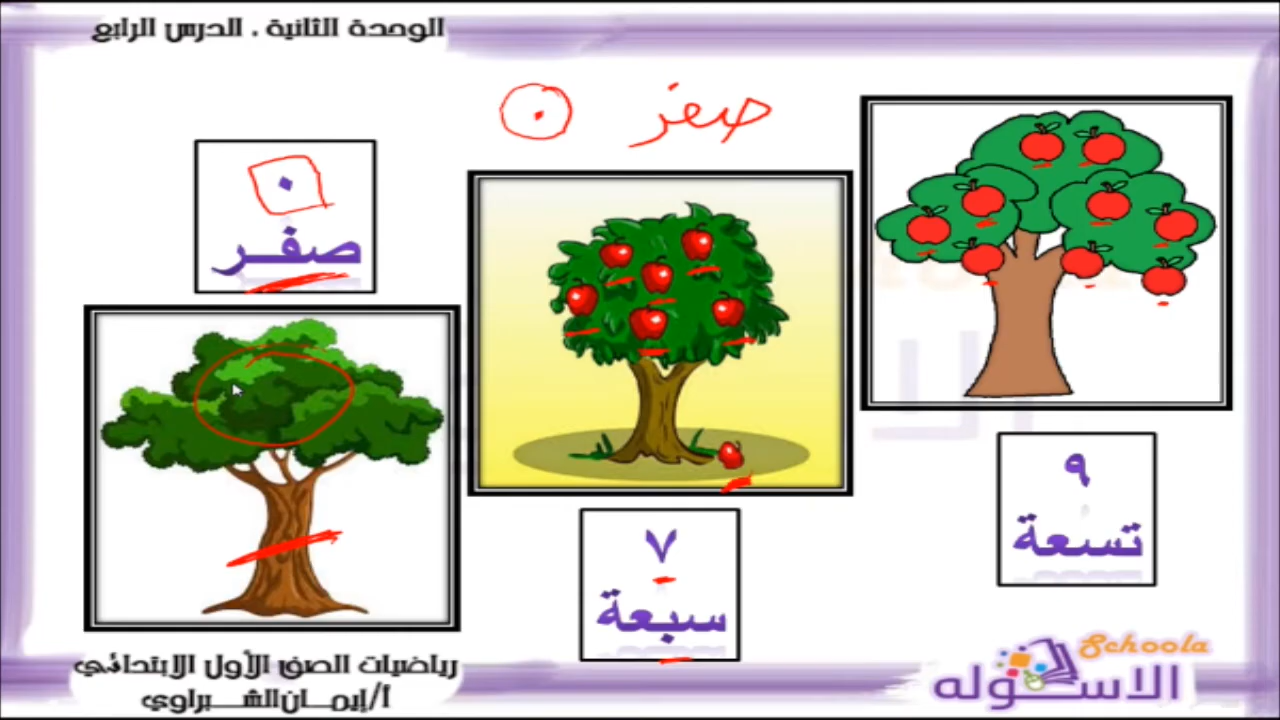 الوحدة الثانية . الدرس الرابع
صفر ٠
٩
تسعة
٧
سبعة
٠
صفر
رياضيات الصف الأول الابتدائي
أ/إيمان الشبراوي
Schoola
الاسكوله